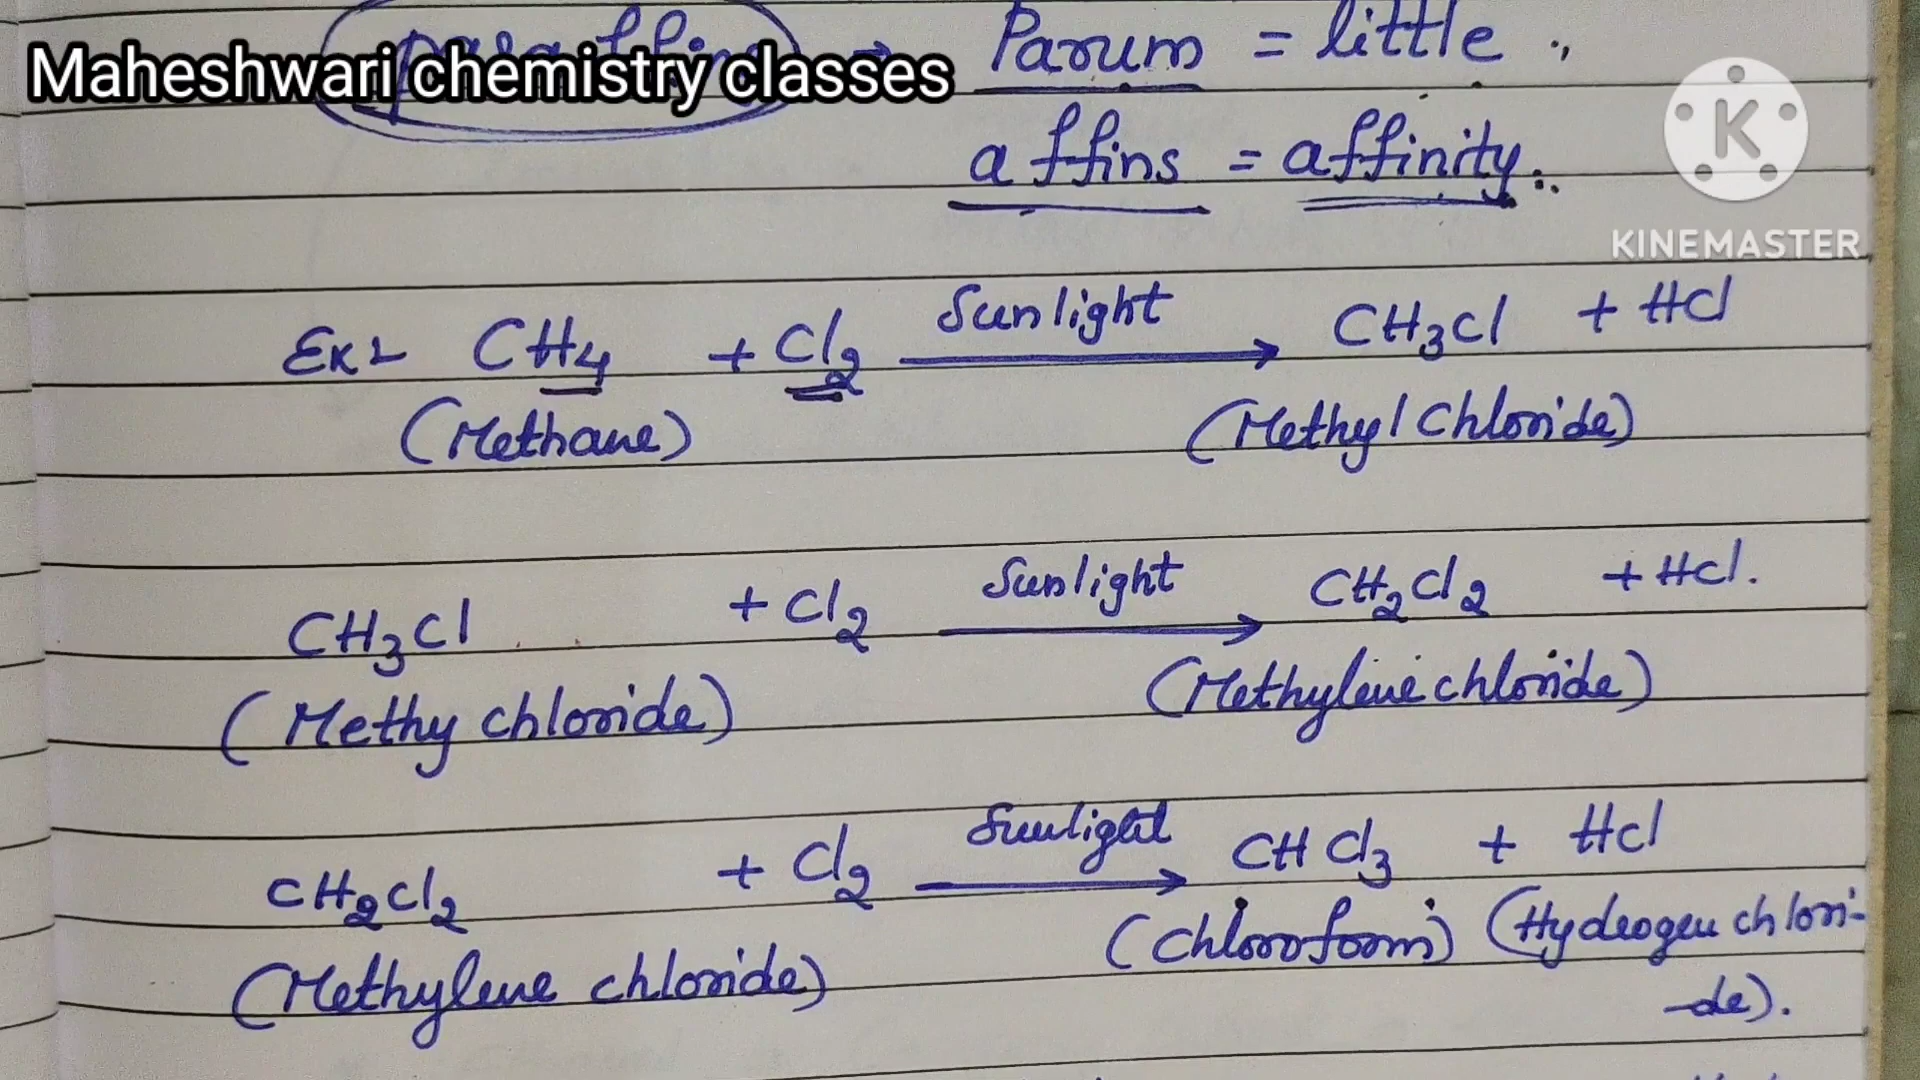 Maheshwari chemistry classes
paraffins → Parum = little
affins = affinity
K
KINEMASTER
Ex:- CH4 + Cl2 Sunlight → CH3Cl + HCl
(Methane) (Methyl Chloride)
CH3Cl + Cl2 Sunlight → CH2Cl2 + HCl.
(Methy chloride) (Methylene chloride)
CH2Cl2 + Cl2 Sunlight → CHCl3 + HCl
(Methylene chloride) (Chloroform) (Hydrogen chlori-
-de).